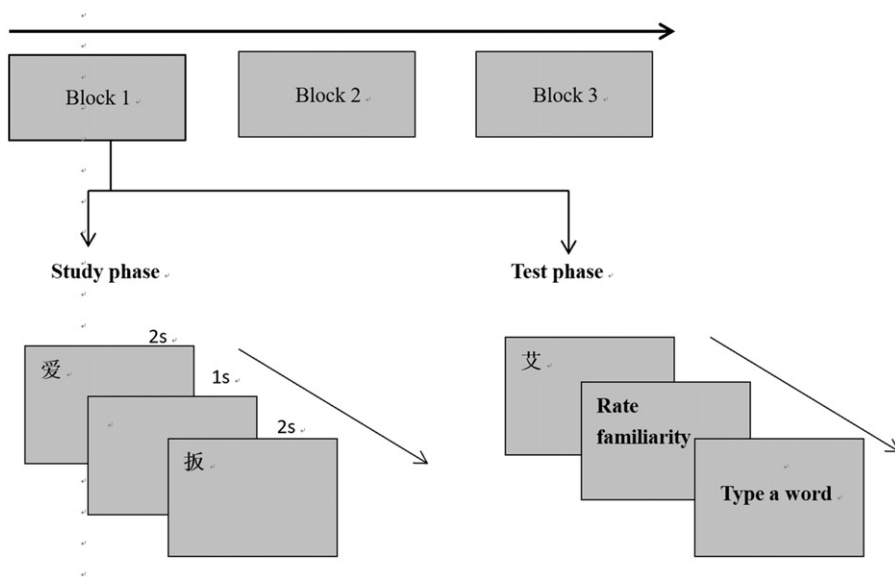 Block 1
Block 2
Block 3
Study phase
Test phase
2s
爱
1s
2s
扳
艾
Rate
familiarity
Type a word